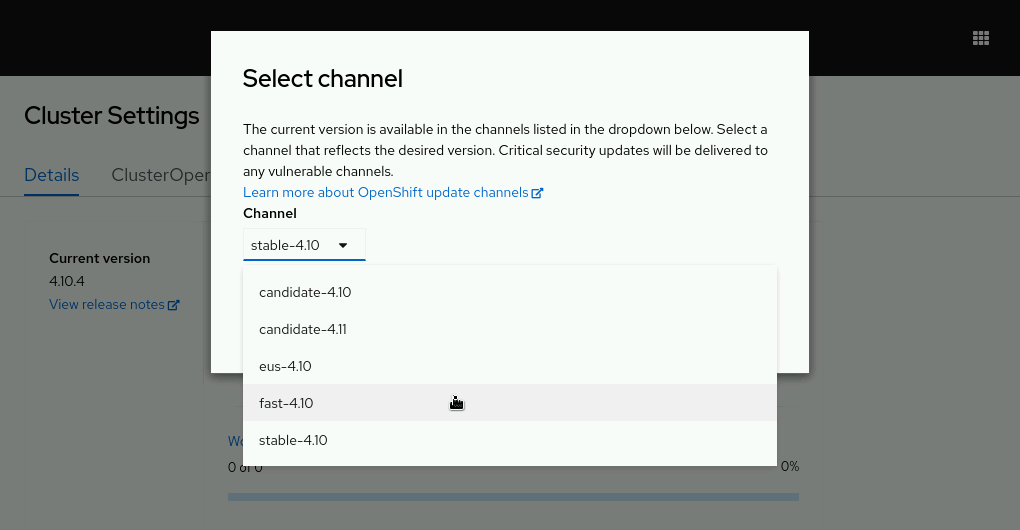 Select channel
Cluster Settings
The current version is available in the channels listed in the dropdown below. Select a
channel that reflects the desired version. Critical security updates will be delivered to
any vulnerable channels.
Learn more about OpenShift update channels
Details
ClusterOper
Channel
stable-4.10
Current version
4.10.4
View release notes
candidate-4.10
candidate-4.11
eus-4.10
fast-4.10
stable-4.10
0 of 0
0%